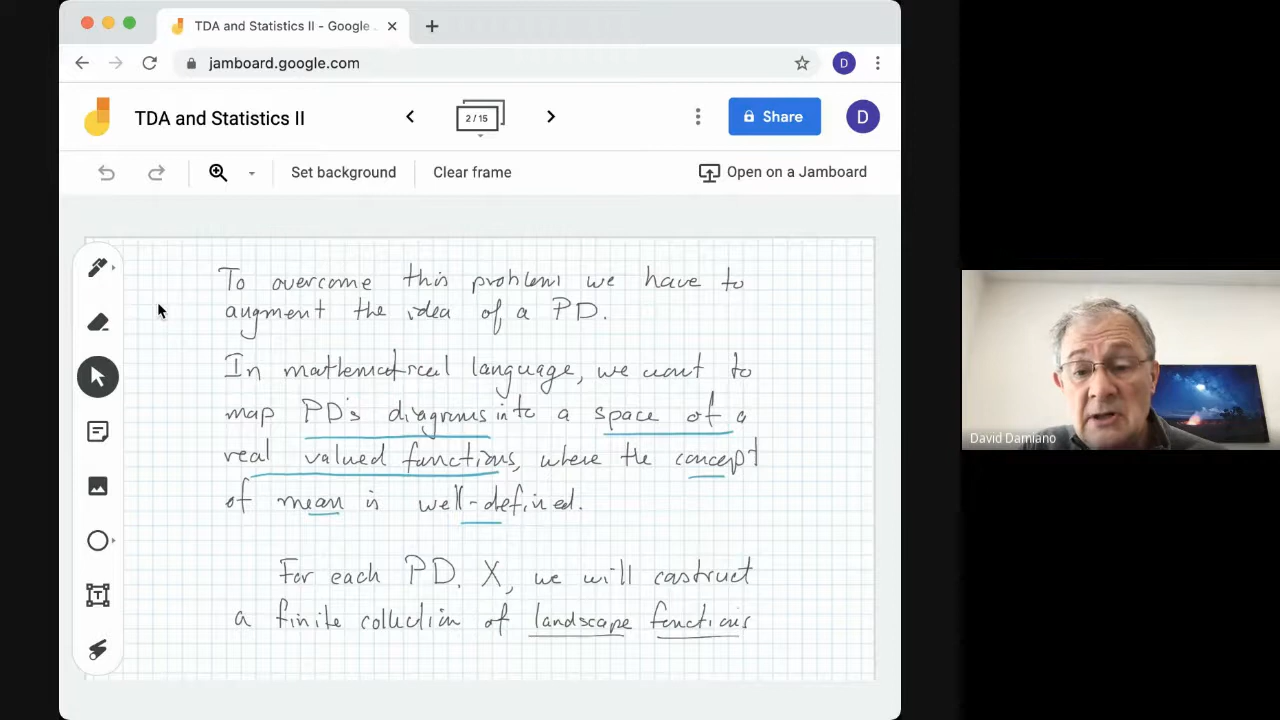 TDA and Statistics II - Google
jamboard.google.com
D
TDA and Statistics II
2 / 15
Share
D
Set background
Clear frame
Open on a Jamboard
To overcome this problem we have to
augment the idea of a PD.
In mathematical language, we want to
map PD's diagrams into a space of a
real valued functions, where the concept
of mean is well-defined.
For each PD, X, we will castruct
a finite collection of landscape functions
David Damiano